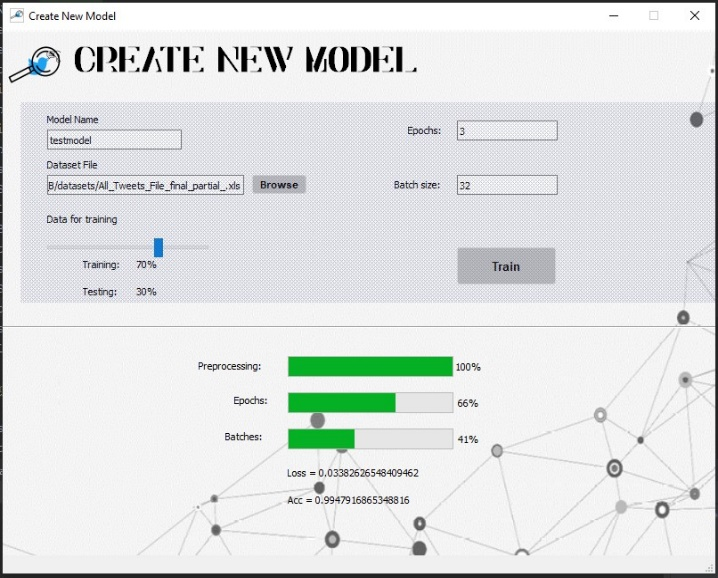 Create New Model
CREATE NEW MODEL
Model Name
testmodel
Epochs: 3
Dataset File
B/datasets/All_Tweets_File_final_partial_.xls Browse
Batch size: 32
Data for training
Training: 70%
Train
Testing: 30%
Preprocessing: 100%
Epochs: 66%
Batches: 41%
Loss = 0.03382626548409462
Acc = 0.9947916865348816